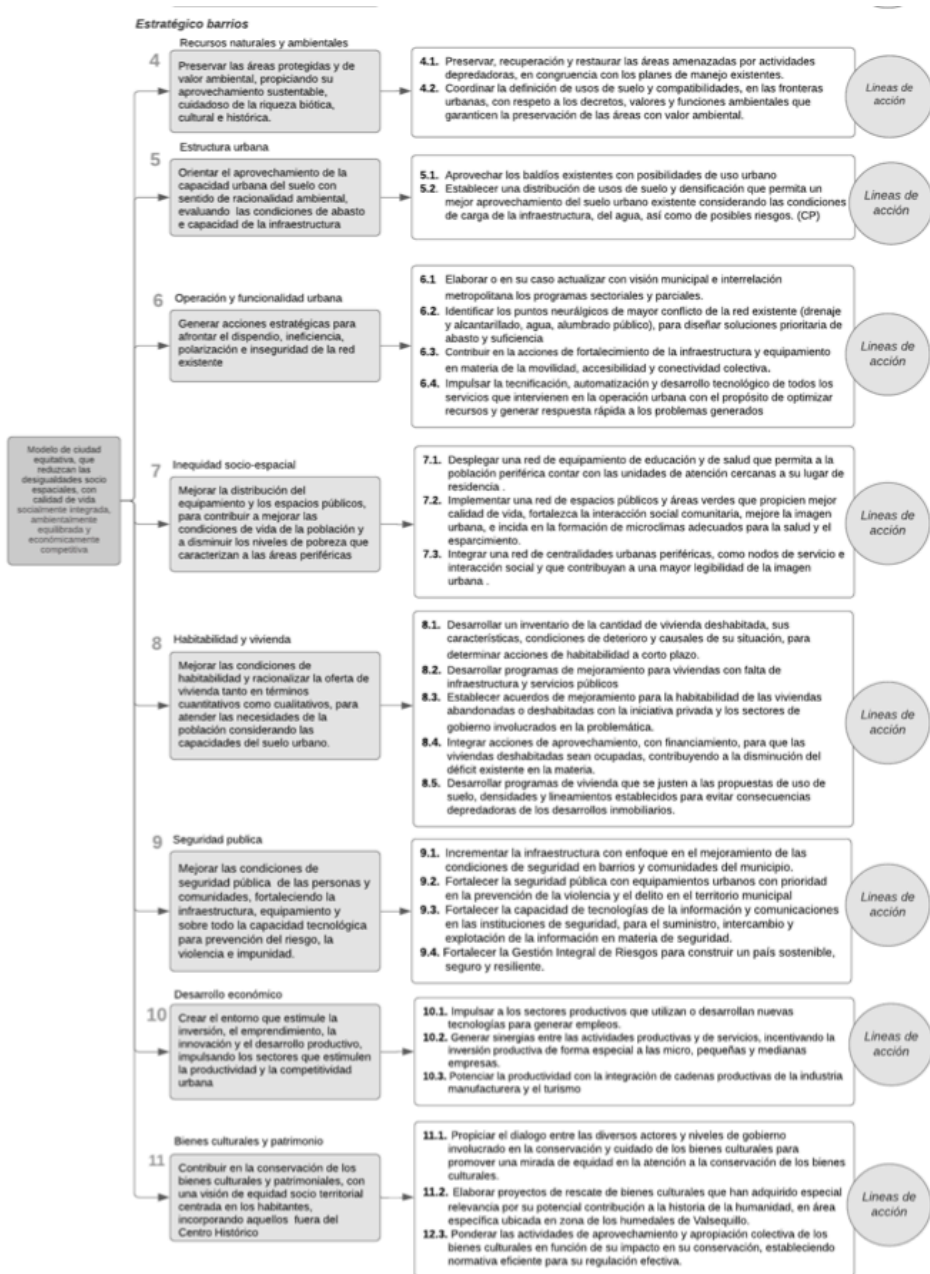 Estratégico barrios
Modelo de ciudad
equitativa, que
reduzcan las
desigualdades socio
espaciales, con
calidad de vida
socialmente integrada,
ambientalmente
equilibrada y
económicamente
competitiva
4
Recursos naturales y ambientales
Preservar las áreas protegidas y de
valor ambiental, propiciando su
aprovechamiento sustentable,
cuidadoso de la riqueza biótica,
cultural e histórica.
4.1. Preservar, recuperación y restaurar las áreas amenazadas por actividades
depredadoras, en congruencia con los planes de manejo existentes.
4.2. Coordinar la definición de usos de suelo y compatibilidades, en las fronteras
urbanas, con respeto a los decretos, valores y funciones ambientales que
garanticen la preservación de las áreas con valor ambiental.
Lineas de
acción
5
Estructura urbana
Orientar el aprovechamiento de la
capacidad urbana del suelo con
sentido de racionalidad ambiental,
evaluando las condiciones de abasto
e capacidad de la infraestructura
5.1. Aprovechar los baldíos existentes con posibilidades de uso urbano
5.2. Establecer una distribución de usos de suelo y densificación que permita un
mejor aprovechamiento del suelo urbano existente considerando las condiciones
de carga de la infraestructura, del agua, así como de posibles riesgos. (CP)
Lineas de
acción
6
Operación y funcionalidad urbana
Generar acciones estratégicas para
afrontar el dispendio, ineficiencia,
polarización e inseguridad de la red
existente
6.1 Elaborar o en su caso actualizar con visión municipal e interrelación
metropolitana los programas sectoriales y parciales.
6.2. Identificar los puntos neurálgicos de mayor conflicto de la red existente (drenaje
y alcantarillado, agua, alumbrado público), para diseñar soluciones prioritaria de
abasto y suficiencia
6.3. Contribuir en la acciones de fortalecimiento de la infraestructura y equipamiento
en materia de la movilidad, accesibilidad y conectividad colectiva.
6.4. Impulsar la tecnificación, automatización y desarrollo tecnológico de todos los
servicios que intervienen en la operación urbana con el propósito de optimizar
recursos y generar respuesta rápida a los problemas generados
Lineas de
acción
7
Inequidad socio-espacial
Mejorar la distribución del
equipamiento y los espacios públicos,
para contribuir a mejorar las
condiciones de vida de la población y
a disminuir los niveles de pobreza que
caracterizan a las áreas periféricas
7.1. Desplegar una red de equipamiento de educación y de salud que permita a la
población periférica contar con las unidades de atención cercanas a su lugar de
residencia .
7.2. Implementar una red de espacios públicos y áreas verdes que propicien mejor
calidad de vida, fortalezca la interacción social comunitaria, mejore la imagen
urbana, e incida en la formación de microclimas adecuados para la salud y el
esparcimiento.
7.3. Integrar una red de centralidades urbanas periféricas, como nodos de servicio e
interacción social y que contribuyan a una mayor legibilidad de la imagen
urbana .
Lineas de
acción
8
Habitabilidad y vivienda
Mejorar las condiciones de
habitabilidad y racionalizar la oferta de
vivienda tanto en términos
cuantitativos como cualitativos, para
atender las necesidades de la
población considerando las
capacidades del suelo urbano.
8.1. Desarrollar un inventario de la cantidad de vivienda deshabitada, sus
características, condiciones de deterioro y causales de su situación, para
determinar acciones de habitabilidad a corto plazo.
8.2. Desarrollar programas de mejoramiento para viviendas con falta de
infraestructura y servicios públicos
8.3. Establecer acuerdos de mejoramiento para la habitabilidad de las viviendas
abandonadas o deshabitadas con la iniciativa privada y los sectores de
gobierno involucrados en la problemática.
8.4. Integrar acciones de aprovechamiento, con financiamiento, para que las
viviendas deshabitadas sean ocupadas, contribuyendo a la disminución del
déficit existente en la materia.
8.5. Desarrollar programas de vivienda que se justen a las propuestas de uso de
suelo, densidades y lineamientos establecidos para evitar consecuencias
depredadoras de los desarrollos inmobiliarios.
Lineas de
acción
9
Seguridad publica
Mejorar las condiciones de
seguridad pública de las personas y
comunidades, fortaleciendo la
infraestructura, equipamiento y
sobre todo la capacidad tecnológica
para prevención del riesgo, la
violencia e impunidad.
9.1. Incrementar la infraestructura con enfoque en el mejoramiento de las
condiciones de seguridad en barrios y comunidades del municipio.
9.2. Fortalecer la seguridad pública con equipamientos urbanos con prioridad
en la prevención de la violencia y el delito en el territorio municipal
9.3. Fortalecer la capacidad de tecnologías de la información y comunicaciones
en las instituciones de seguridad, para el suministro, intercambio y
explotación de la información en materia de seguridad.
9.4. Fortalecer la Gestión Integral de Riesgos para construir un país sostenible,
seguro y resiliente.
Lineas de
acción
10
Desarrollo económico
Crear el entorno que estimule la
inversión, el emprendimiento, la
innovación y el desarrollo productivo,
impulsando los sectores que estimulen
la productividad y la competitividad
urbana
10.1. Impulsar a los sectores productivos que utilizan o desarrollan nuevas
tecnologías para generar empleos.
10.2. Generar sinergias entre las actividades productivas y de servicios, incentivando la
inversión productiva de forma especial a las micro, pequeñas y medianas
empresas.
10.3. Potenciar la productividad con la integración de cadenas productivas de la industria
manufacturera y el turismo
Lineas de
acción
11
Bienes culturales y patrimonio
Contribuir en la conservación de los
bienes culturales y patrimoniales, con
una visión de equidad socio territorial
centrada en los habitantes,
incorporando aquellos fuera del
Centro Histórico
11.1. Propiciar el dialogo entre las diversos actores y niveles de gobierno
involucrado en la conservación y cuidado de los bienes culturales para
promover una mirada de equidad en la atención a la conservación de los bienes
culturales.
11.2. Elaborar proyectos de rescate de bienes culturales que han adquirido especial
relevancia por su potencial contribución a la historia de la humanidad, en área
específica ubicada en zona de los humedales de Valsequillo.
12.3. Ponderar las actividades de aprovechamiento y apropiación colectiva de los
bienes culturales en función de su impacto en su conservación, estableciendo
normativa eficiente para su regulación efectiva.
Lineas de
acción